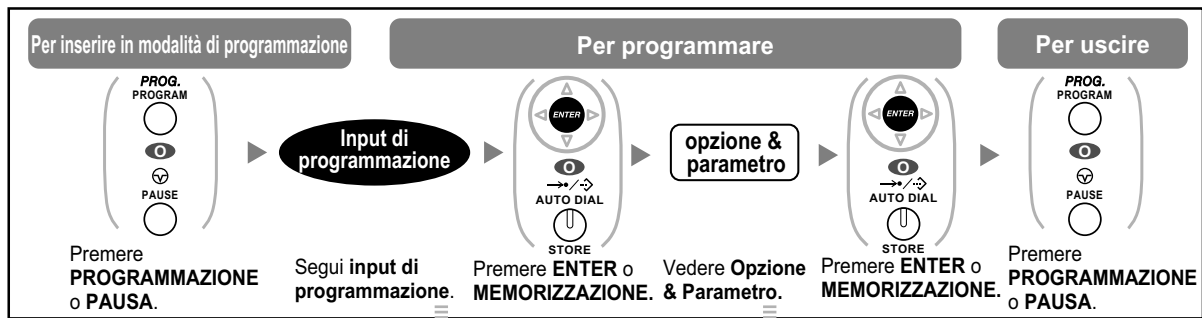 Per inserire in modalità di programmazione
Per programmare
Per uscire
PROG.
PROGRAM
O
PAUSE
Input di
programmazione
ENTER
O
AUTO DIAL
STORE
opzione &
parametro
ENTER
O
AUTO DIAL
STORE
PROG.
PROGRAM
O
PAUSE
Premere
PROGRAMMAZIONE
o PAUSA.
Segui input di
programmazione.
Premere ENTER o
MEMORIZZAZIONE.
Vedere Opzione
& Parametro.
Premere ENTER o
MEMORIZZAZIONE.
Premere
PROGRAMMAZIONE
o PAUSA.